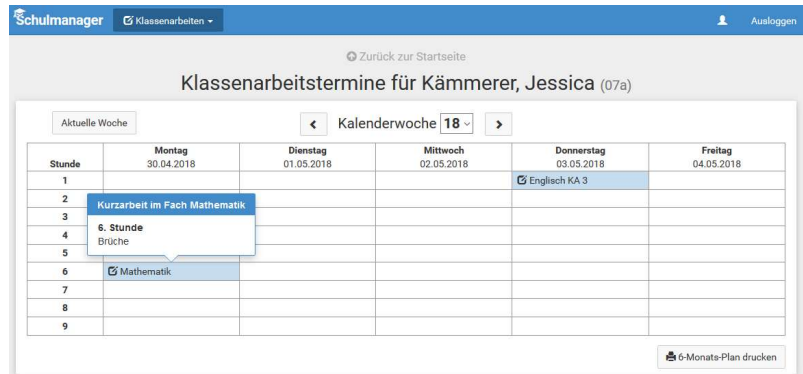 Schulmanager Klassenarbeiten Ausloggen
Zurück zur Startseite
Klassenarbeitstermine für Kämmerer, Jessica (07a)
Aktuelle Woche Kalenderwoche 18
Montag Dienstag Mittwoch Donnerstag Freitag
Stunde 30.04.2018 01.05.2018 02.05.2018 03.05.2018 04.05.2018
1 Englisch KA 3
2
Kurzarbeit im Fach Mathematik
3
6. Stunde
4
Brüche
5
6 Mathematik
7
8
9
6-Monats-Plan drucken